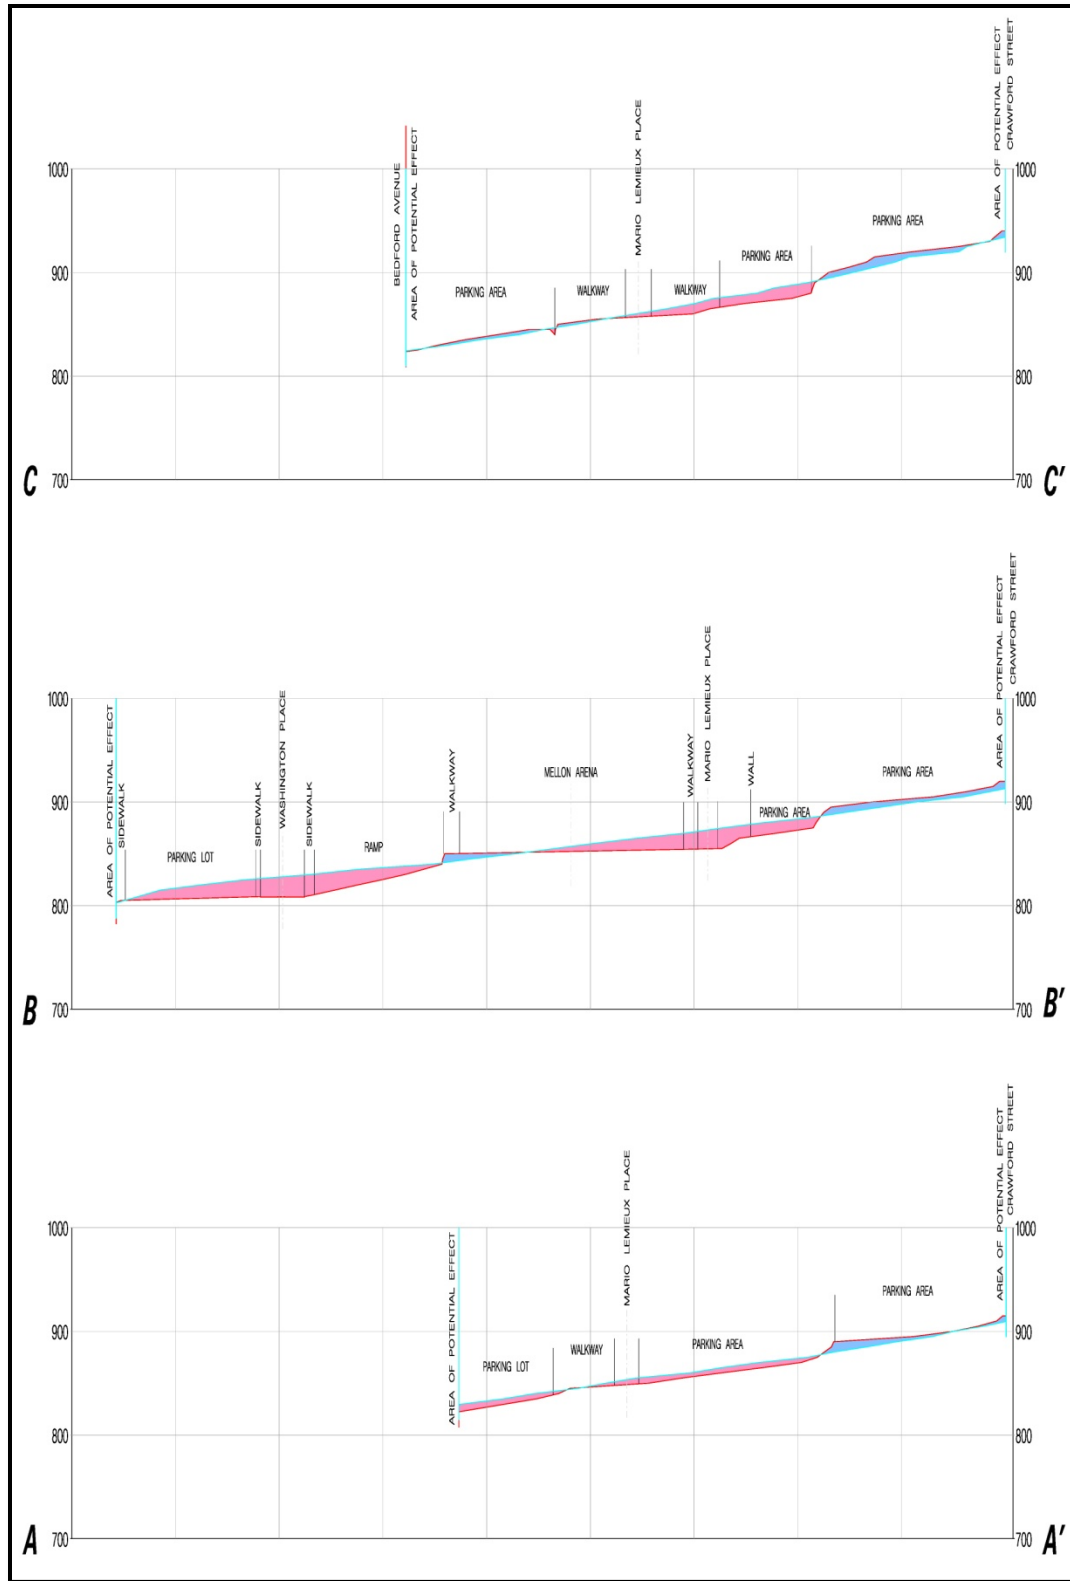 AREA OF POTENTIAL EFFECT
CRAWFORD STREET
MARIO LEMIEUX PLACE
BEDFORD AVENUE
AREA OF POTENTIAL EFFECT
1000
1000
PARKING AREA
PARKING AREA
900
900
PARKING AREA
WALKWAY
WALKWAY
800
800
C
700
700
C'
AREA OF POTENTIAL EFFECT
CRAWFORD STREET
MARIO LEMIEUX PLACE
WASHINGTON PLACE
1000
1000
AREA OF POTENTIAL EFFECT
SIDEWALK
SIDEWALK
SIDEWALK
WALKWAY
WALKWAY
WALL
MELLON ARENA
PARKING AREA
900
900
PARKING AREA
PARKING LOT
RAMP
800
800
B
700
700
B'
AREA OF POTENTIAL EFFECT
CRAWFORD STREET
MARIO LEMIEUX PLACE
1000
1000
AREA OF POTENTIAL EFFECT
PARKING AREA
900
900
PARKING LOT
WALKWAY
PARKING AREA
800
800
A
700
700
A'